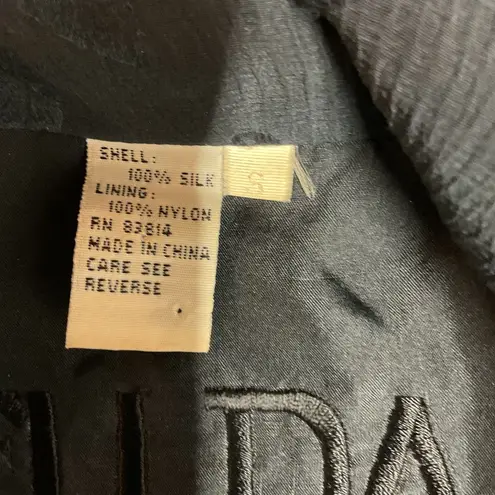 SHELL:
100% SILK
LINING:
100% NYLON
RN 83814
MADE IN CHINA
CARE SEE
REVERSE
S